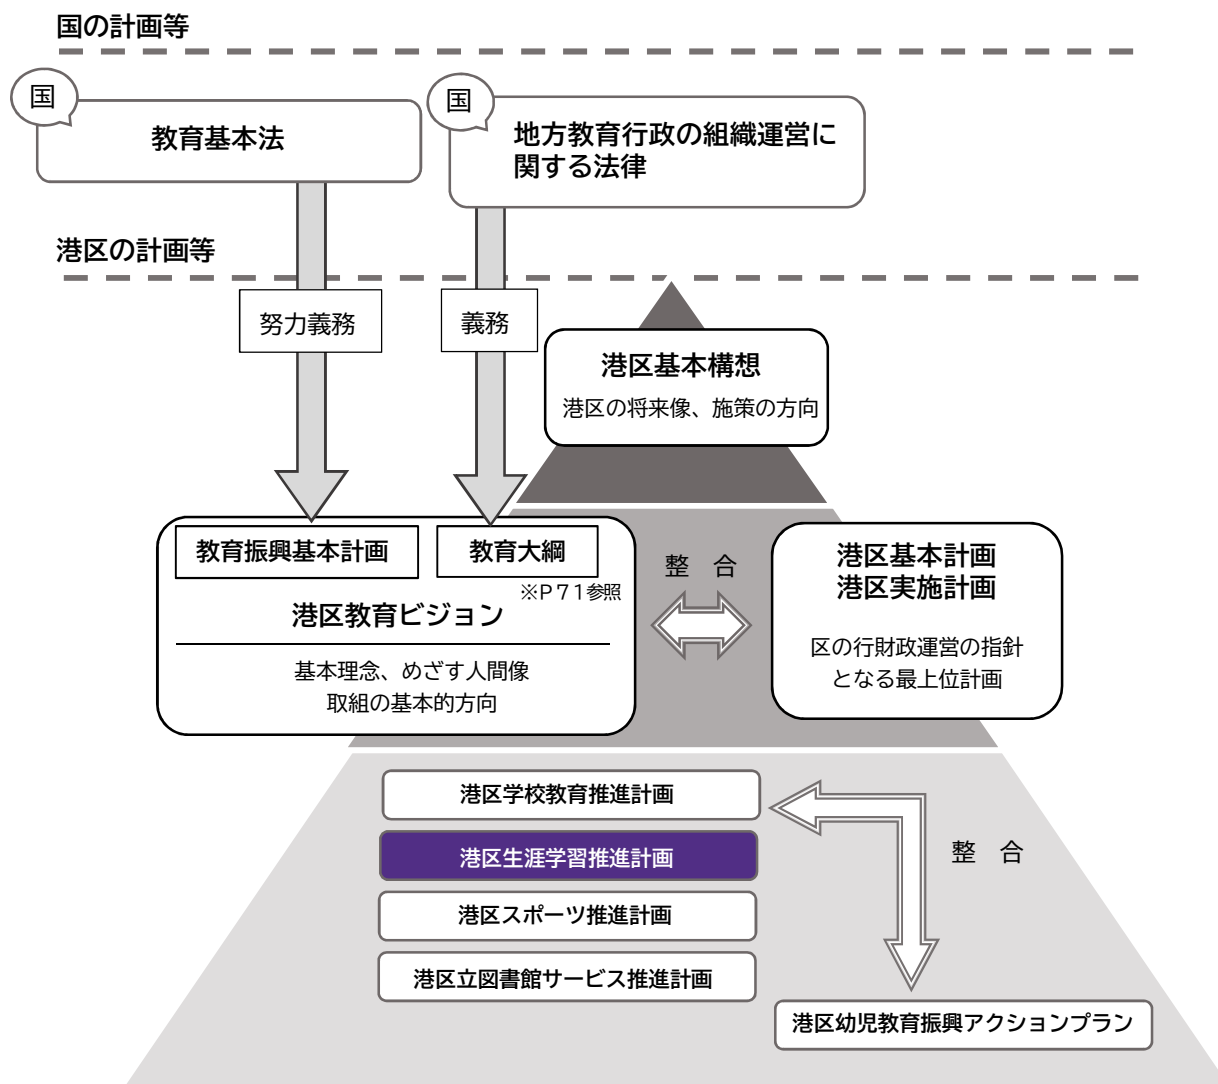 国の計画等
国
教育基本法
国
地方教育行政の組織運営に
関する法律
港区の計画等
努力義務
義務
港区基本構想
港区の将来像、施策の方向
教育振興基本計画
教育大綱
※P71参照
港区教育ビジョン
基本理念、めざす人間像
取組の基本的方向
整 合
港区基本計画
港区実施計画
区の行財政運営の指針
となる最上位計画
港区学校教育推進計画
港区生涯学習推進計画
港区スポーツ推進計画
港区立図書館サービス推進計画
整 合
港区幼児教育振興アクションプラン